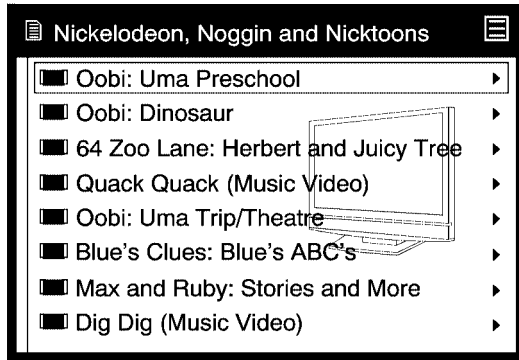 Nickelodeon, Noggin and Nicktoons
Oobi: Uma Preschool
Oobi: Dinosaur
64 Zoo Lane: Herbert and Juicy Tree
Quack Quack (Music Video)
Oobi: Uma Trip/Theatre
Blue's Clues: Blue's ABC's
Max and Ruby: Stories and More
Dig Dig (Music Video)